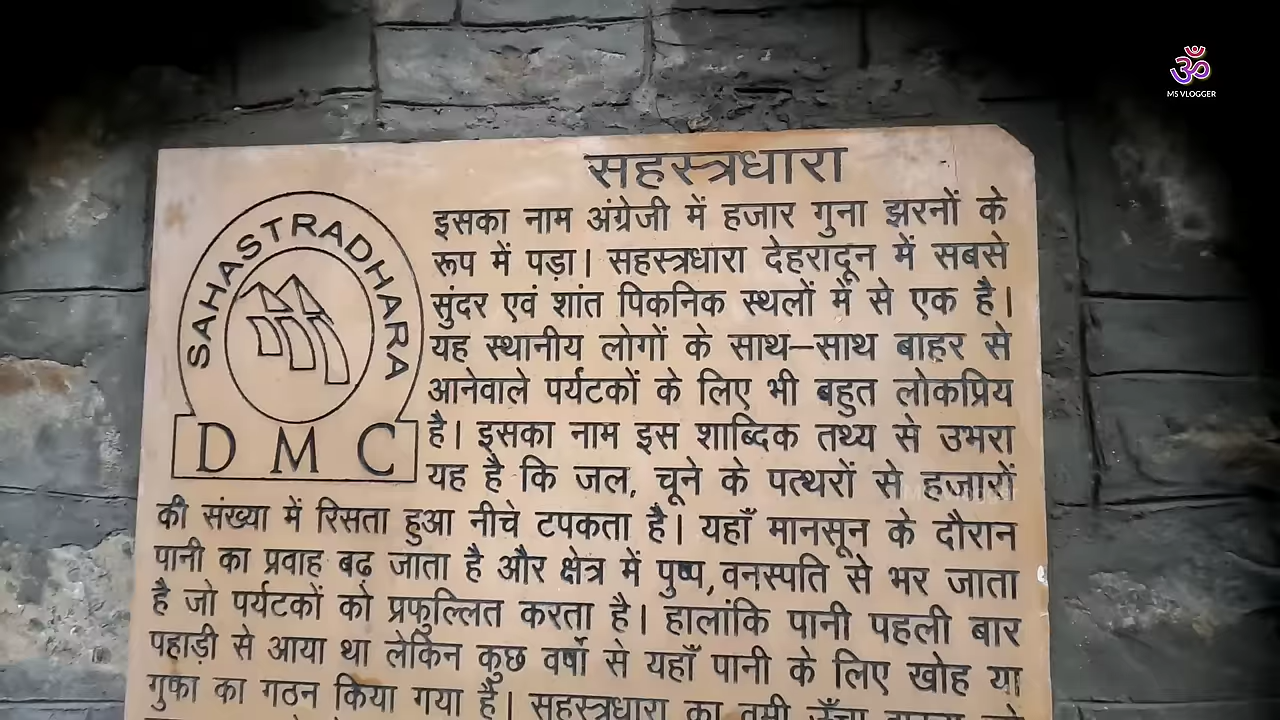 ॐ
MS VLOGGER
सहस्त्रधारा
SAHASTRADHARA
D M C
इसका नाम अंग्रेजी में हजार गुना झरनों के
रूप में पड़ा। सहस्त्रधारा देहरादून में सबसे
सुंदर एवं शांत पिकनिक स्थलों में से एक है।
यह स्थानीय लोगों के साथ–साथ बाहर से
आनेवाले पर्यटकों के लिए भी बहुत लोकप्रिय
है। इसका नाम इस शाब्दिक तथ्य से उभरा
यह है कि जल, चूने के पत्थरों से हजारों
की संख्या में रिसता हुआ नीचे टपकता है। यहाँ मानसून के दौरान
पानी का प्रवाह बढ जाता है और क्षेत्र में पुष्प, वनस्पति से भर जाता
है जो पर्यटकों को प्रफुल्लित करता है। हालांकि पानी पहली बार
पहाड़ी से आया था लेकिन कुछ वर्षो से यहाँ पानी के लिए खोह या
गुफा का गठन किया गया है। सहस्त्रधारा का